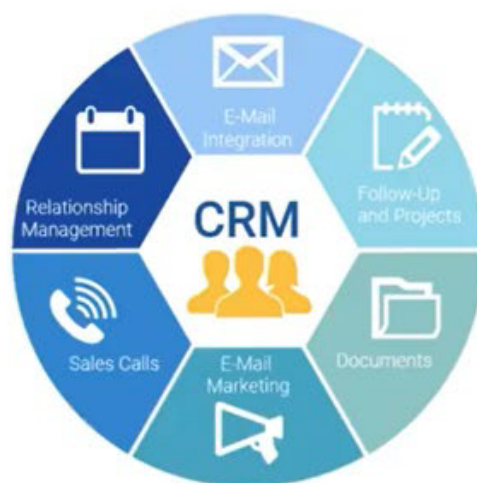 E-Mail
Integration
Follow-Up
and Projects
Documents
E-Mail
Marketing
Sales Calls
Relationship
Management
CRM